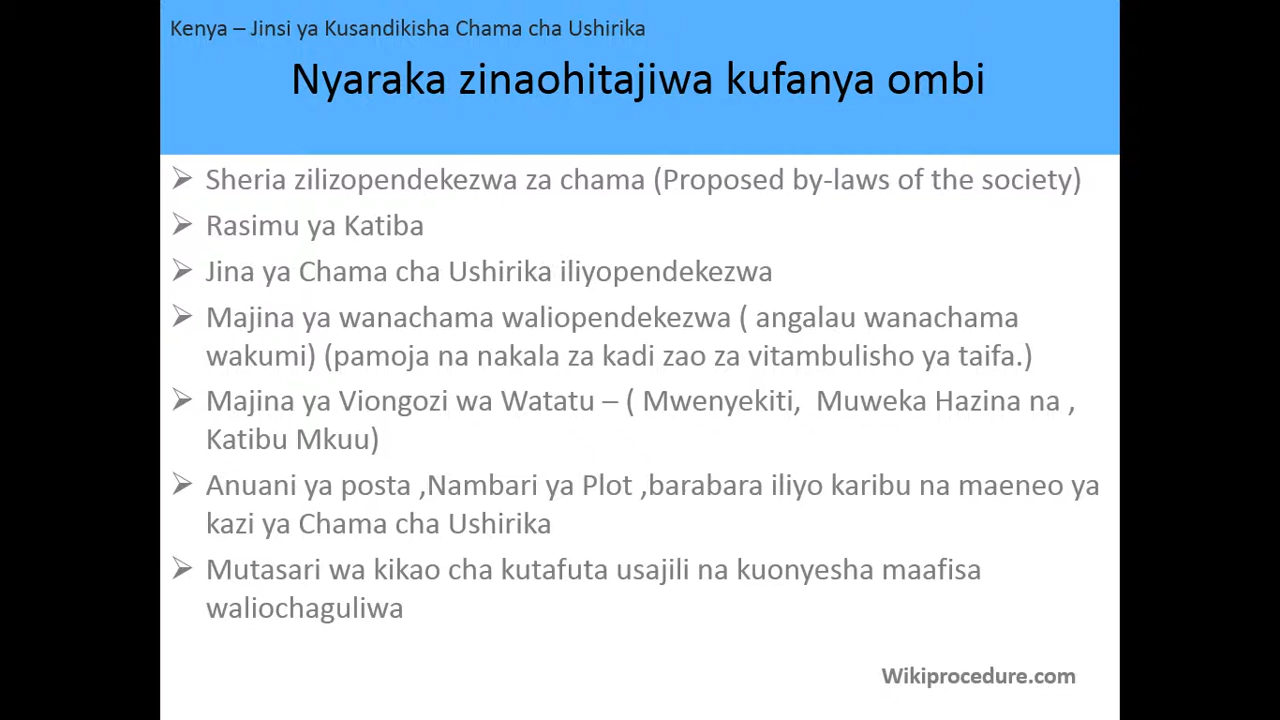 Kenya – Jinsi ya Kusandikisha Chama cha Ushirika
Nyaraka zinaohitajiwa kufanya ombi
➢ Sheria zilizopendekezwa za chama (Proposed by-laws of the society)
➢ Rasimu ya Katiba
➢ Jina ya Chama cha Ushirika iliyopendekezwa
➢ Majina ya wanachama waliopendekezwa ( angalau wanachama
wakumi) (pamoja na nakala za kadi zao za vitambulisho ya taifa.)
➢ Majina ya Viongozi wa Watatu – ( Mwenyekiti,  Muweka Hazina na ,
Katibu Mkuu)
➢ Anuani ya posta ,Nambari ya Plot ,barabara iliyo karibu na maeneo ya
kazi ya Chama cha Ushirika
➢ Mutasari wa kikao cha kutafuta usajili na kuonyesha maafisa
waliochaguliwa
Wikiprocedure.com